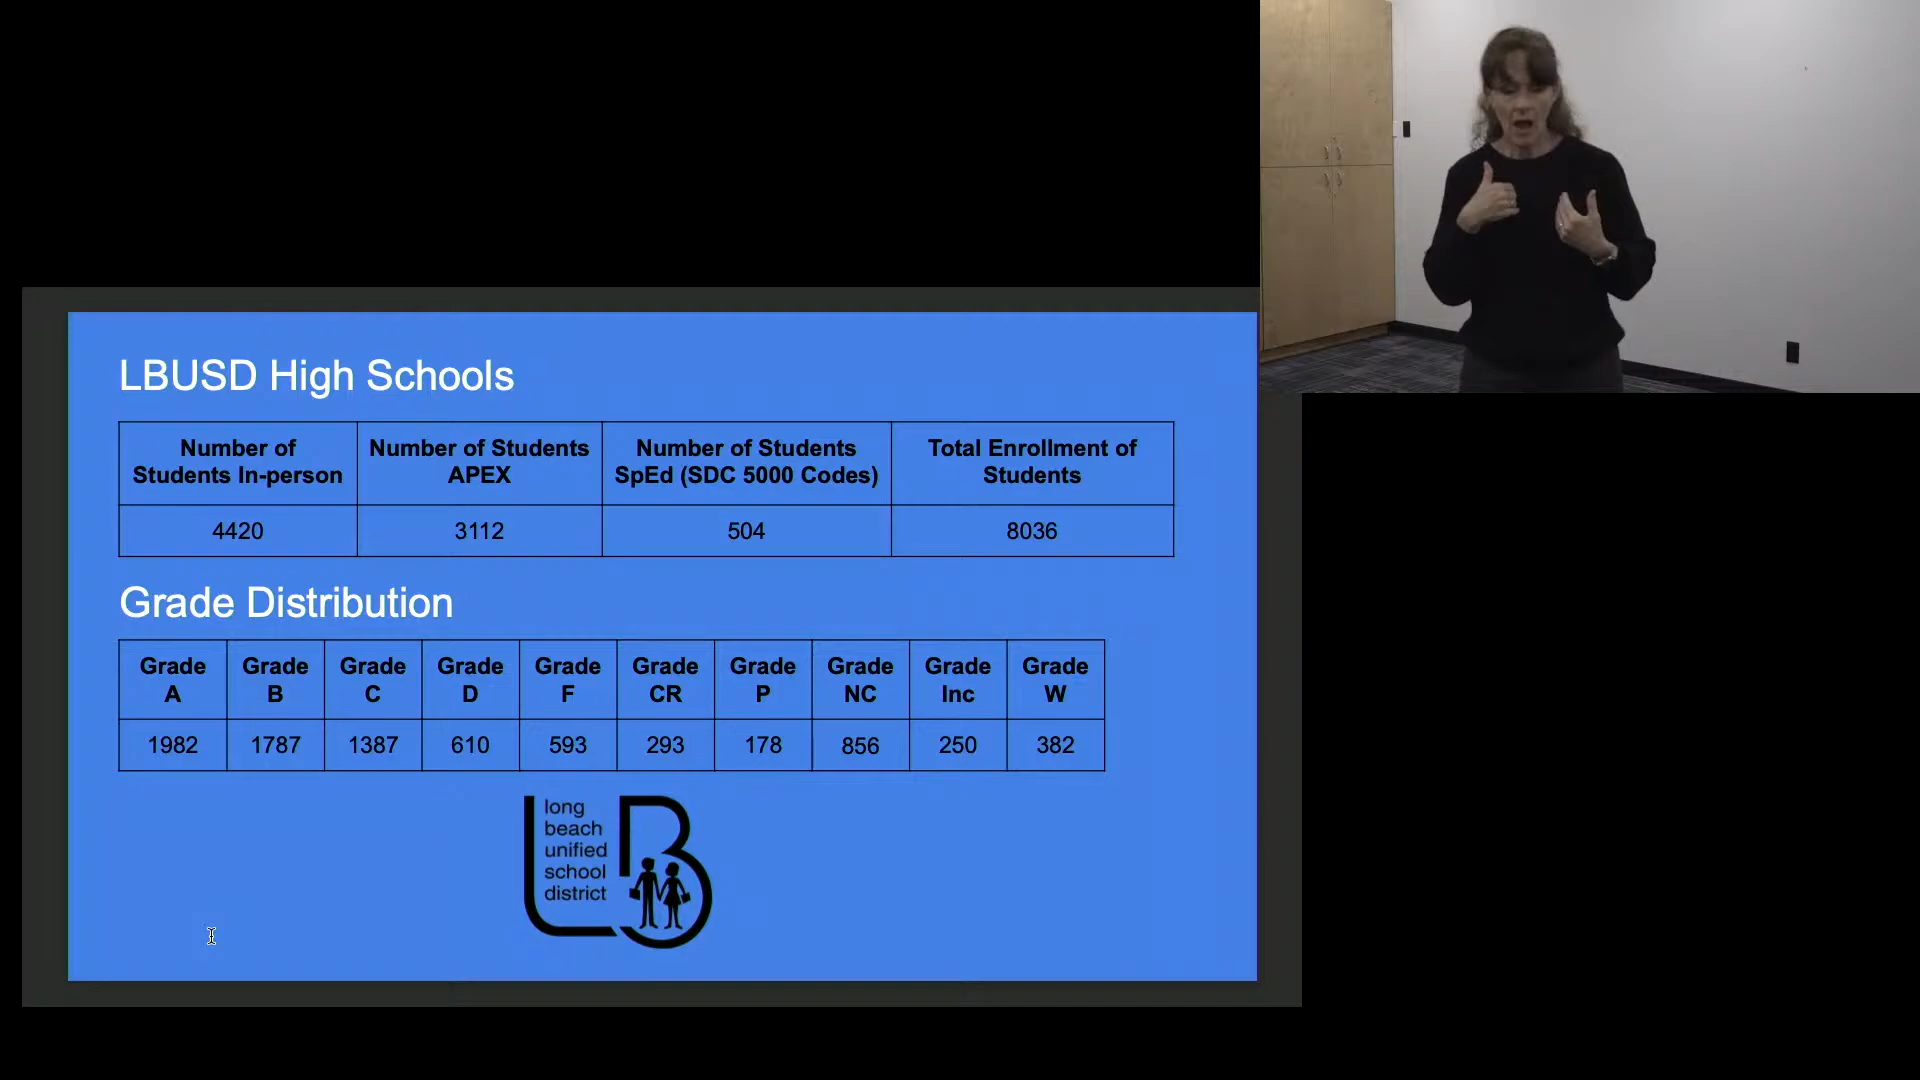 LBUSD High Schools
Number of Students In-person Number of Students APEX Number of Students SpEd (SDC 5000 Codes) Total Enrollment of Students
4420 3112 504 8036
Grade Distribution
Grade A Grade B Grade C Grade D Grade F Grade CR Grade P Grade NC Grade Inc Grade W
1982 1787 1387 610 593 293 178 856 250 382
long
beach
unified
school
district